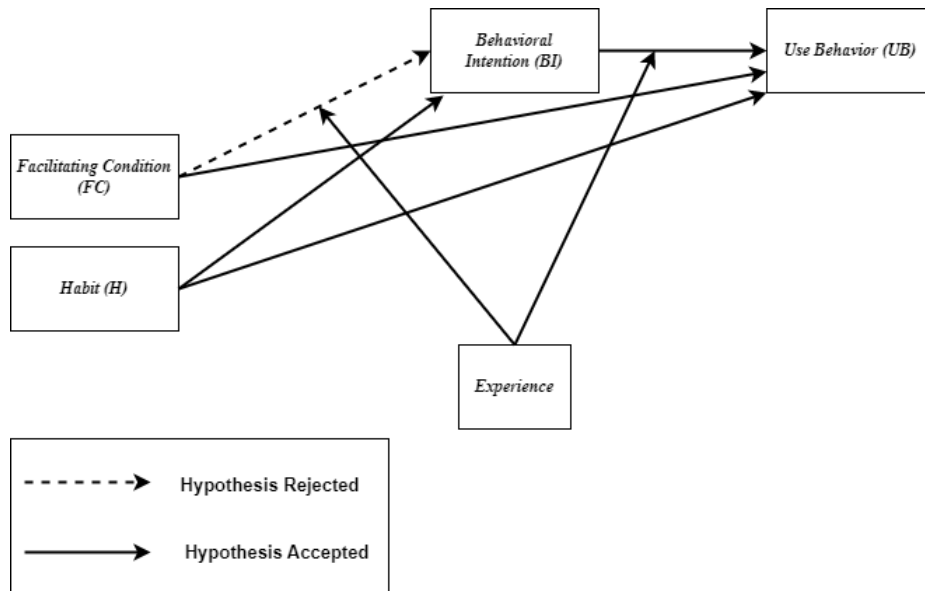 Behavioral
Intention (BI)
Use Behavior (UB)
Facilitating Condition
(FC)
Habit (H)
Experience
Hypothesis Rejected
Hypothesis Accepted